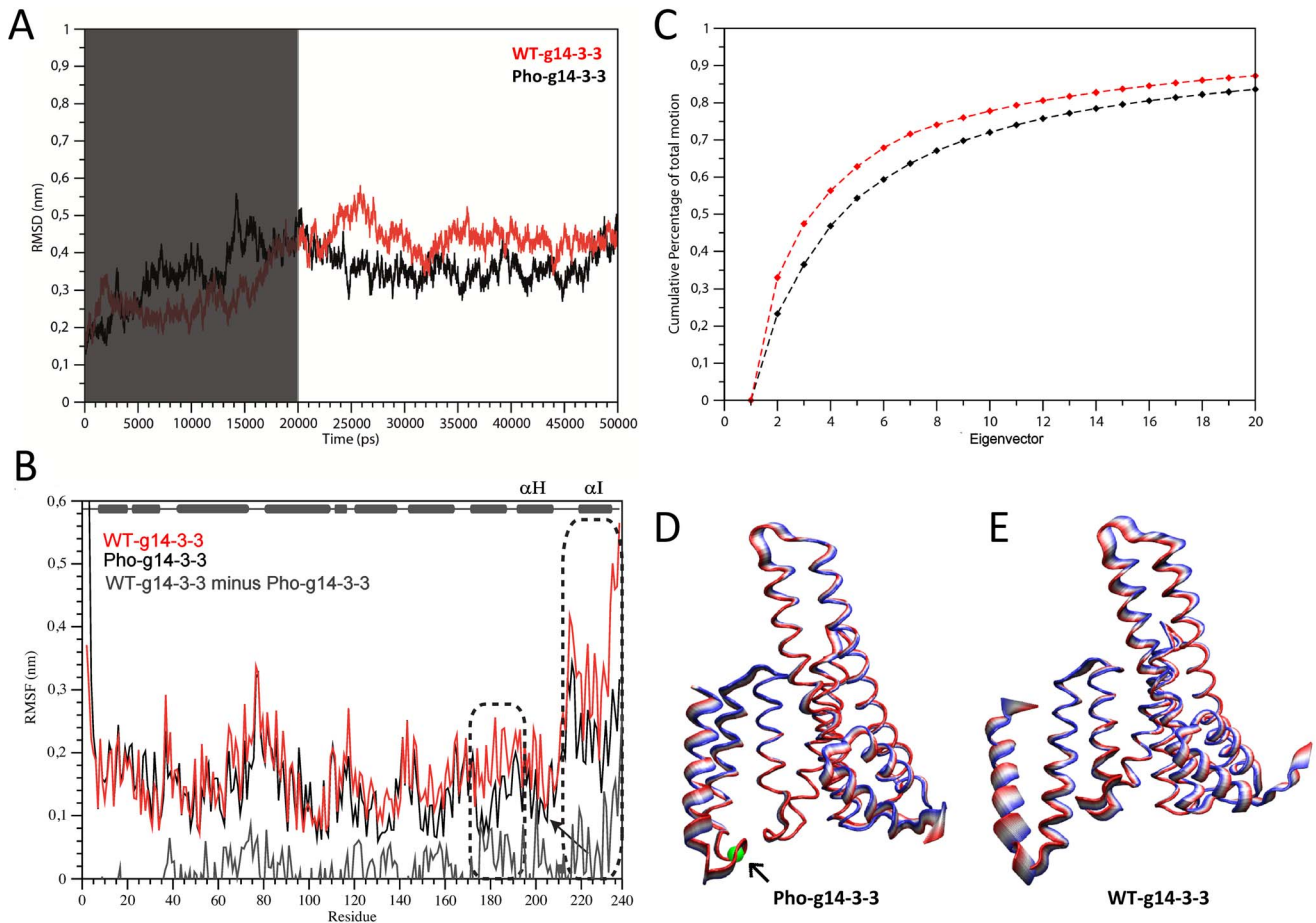 A
RMSD (nm)
1
0,9
0,8
0,7
0,6
0,5
0,4
0,3
0,2
0,1
0
WT-g14-3-3
Pho-g14-3-3
0 5000 10000 15000 20000 25000 30000 35000 40000 45000 50000
Time (ps)
B
αH αI
RMSF (nm)
0,6
0,5
0,4
0,3
0,2
0,1
0
WT-g14-3-3
Pho-g14-3-3
WT-g14-3-3 minus Pho-g14-3-3
0 20 40 60 80 100 120 140 160 180 200 220 240
Residue
C
Cumulative Percentage of total motion
1
0,9
0,8
0,7
0,6
0,5
0,4
0,3
0,2
0,1
0
2 4 6 8 10 12 14 16 18 20
Eigenvector
D
Pho-g14-3-3
E
WT-g14-3-3